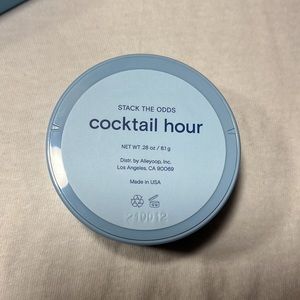 STACK THE ODDS
cocktail hour
NET WT .28 oz / 8.1 g
Distr. by Alleyoop, Inc.
Los Angeles, CA 90069
Made in USA